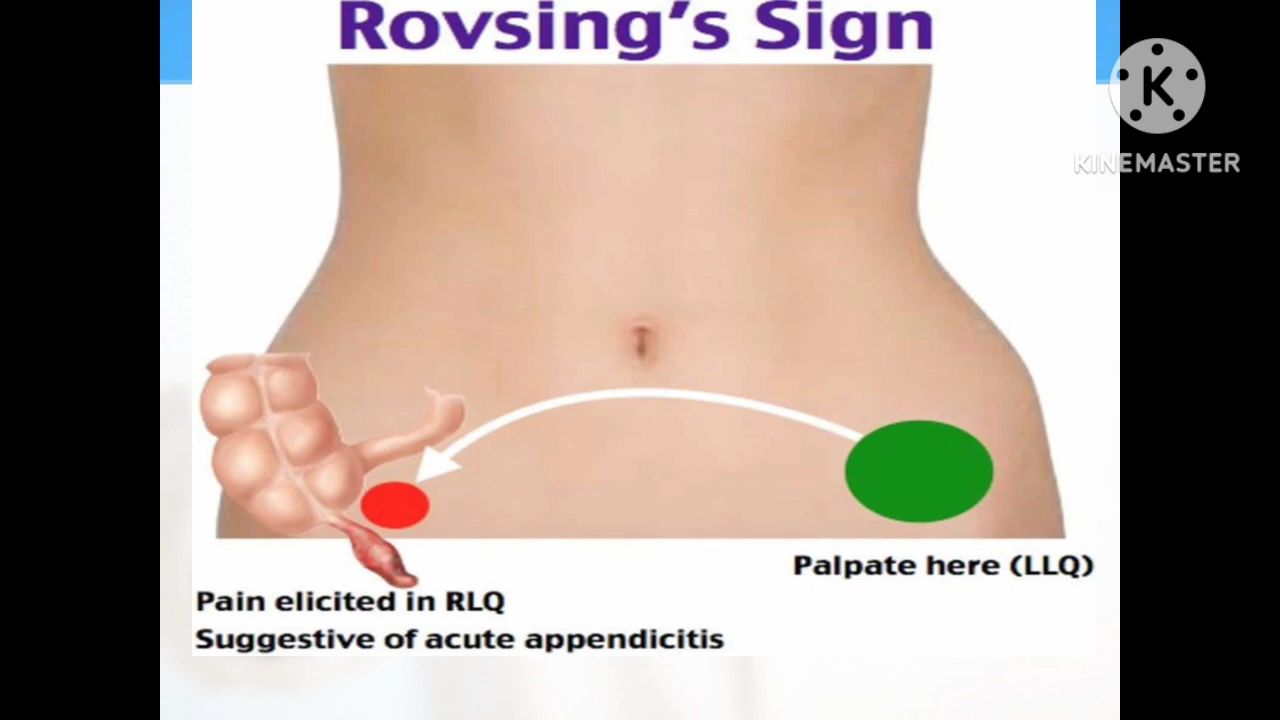 Rovsing's Sign
K
KINEMASTER
Palpate here (LLQ)
Pain elicited in RLQ
Suggestive of acute appendicitis